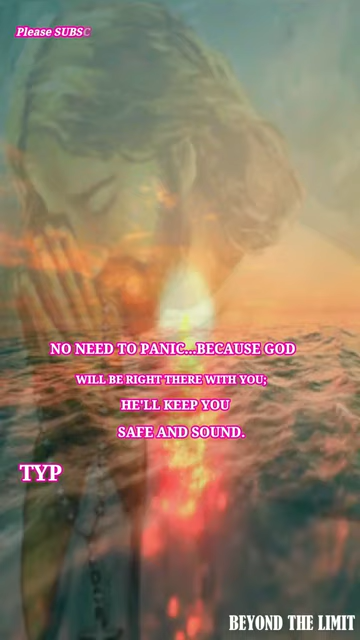 Please SUBSC
NO NEED TO PANIC...BECAUSE GOD
WILL BE RIGHT THERE WITH YOU;
HE'LL KEEP YOU
SAFE AND SOUND.
TYP
BEYOND THE LIMIT